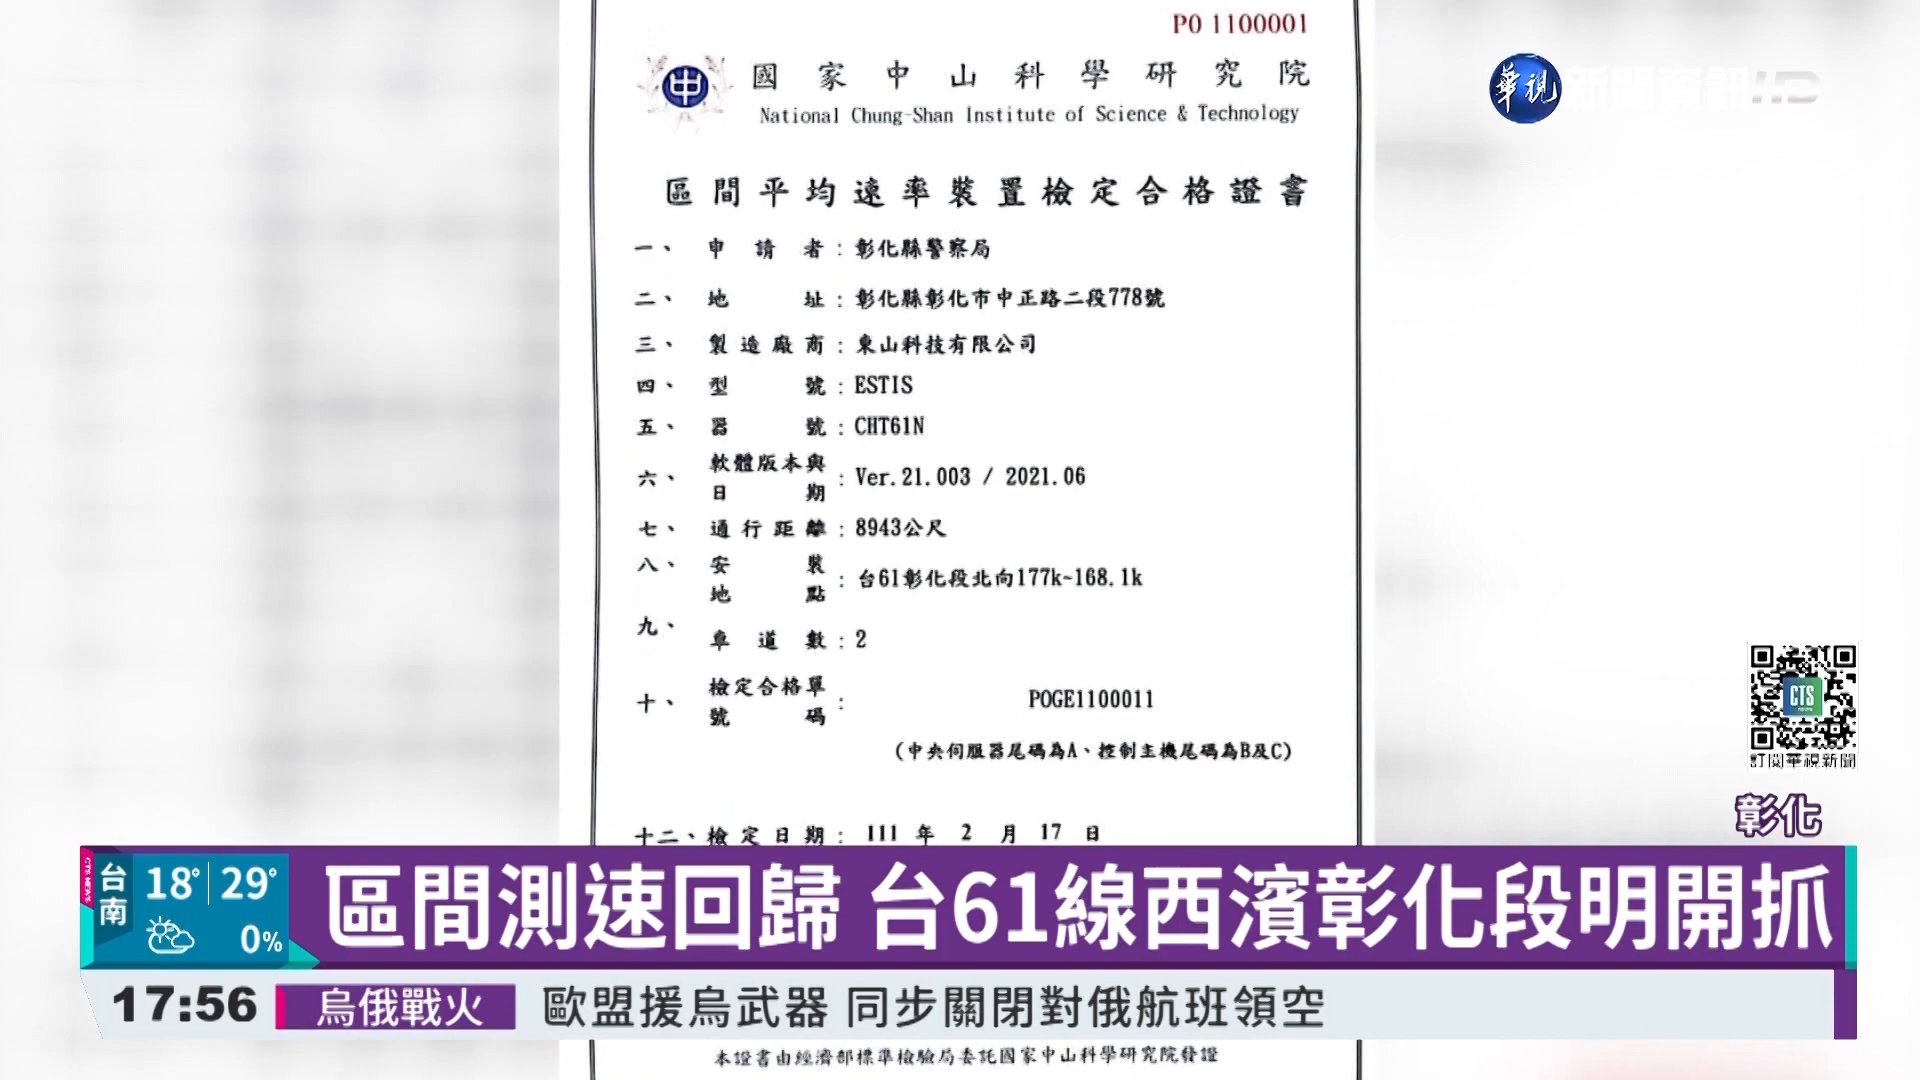 PO 1100001
國家中山科學研究院
National Chung-Shan Institute of Science & Technology
華視新聞資訊HD
區間平均速率裝置檢定合格證書
一、申請者：彰化縣警察局
二、地址：彰化縣彰化市中正路二段778號
三、製造廠商：東山科技有限公司
四、型號：ESTIS
五、器號：CHT61N
六、軟體版本與日期：Ver.21.003 / 2021.06
七、通行距離：8943公尺
八、安裝地點：台61彰化段北向177k~168.1k
九、車道數：2
十、檢定合格單號碼：POGE1100011
(中央伺服器尾碼為A、控制主機尾碼為B及C)
CTS
news
訂閱華視新聞
彰化
十二、檢定日期：111年2月17日
CTS NEWS
台南
18° 29°
0%
區間測速回歸 台61線西濱彰化段明開抓
17:56
烏俄戰火
歐盟援烏武器 同步關閉對俄航班領空
本證書由經濟部標準檢驗局委託國家中山科學研究院發證